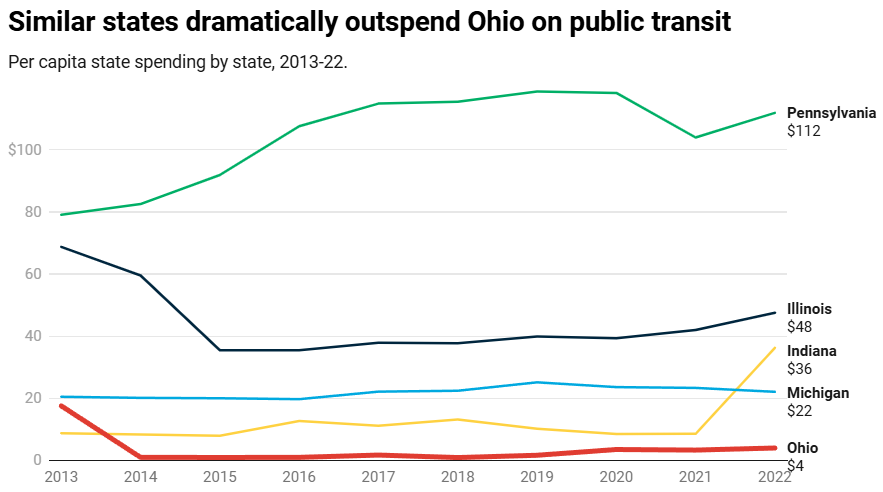 Similar states dramatically outspend Ohio on public transit
Per capita state spending by state, 2013-22.
Pennsylvania
$112
$100
80
60
Illinois
$48
40
Indiana
$36
Michigan
$22
20
Ohio
$4
0
2013 2014 2015 2016 2017 2018 2019 2020 2021 2022